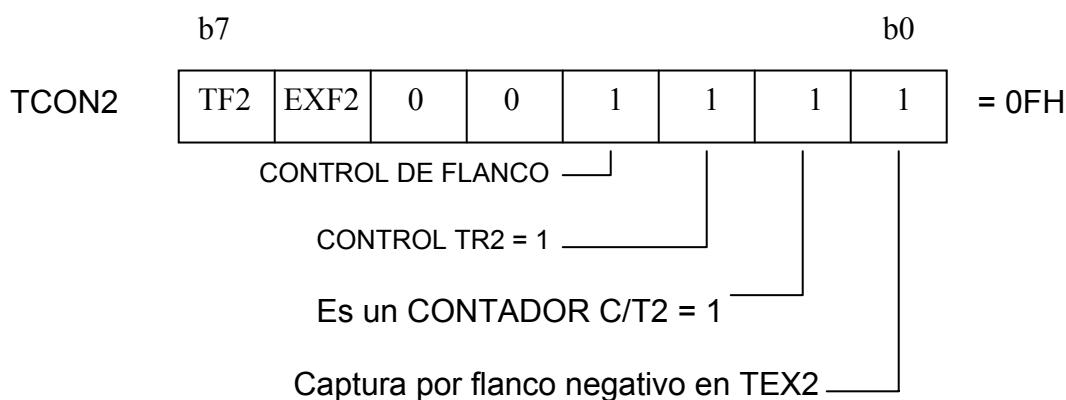 b7 b0
TCON2 TF2 EXF2 0 0 1 1 1 1 = 0FH
CONTROL DE FLANCO
CONTROL TR2 = 1
Es un CONTADOR C/T2 = 1
Captura por flanco negativo en TEX2